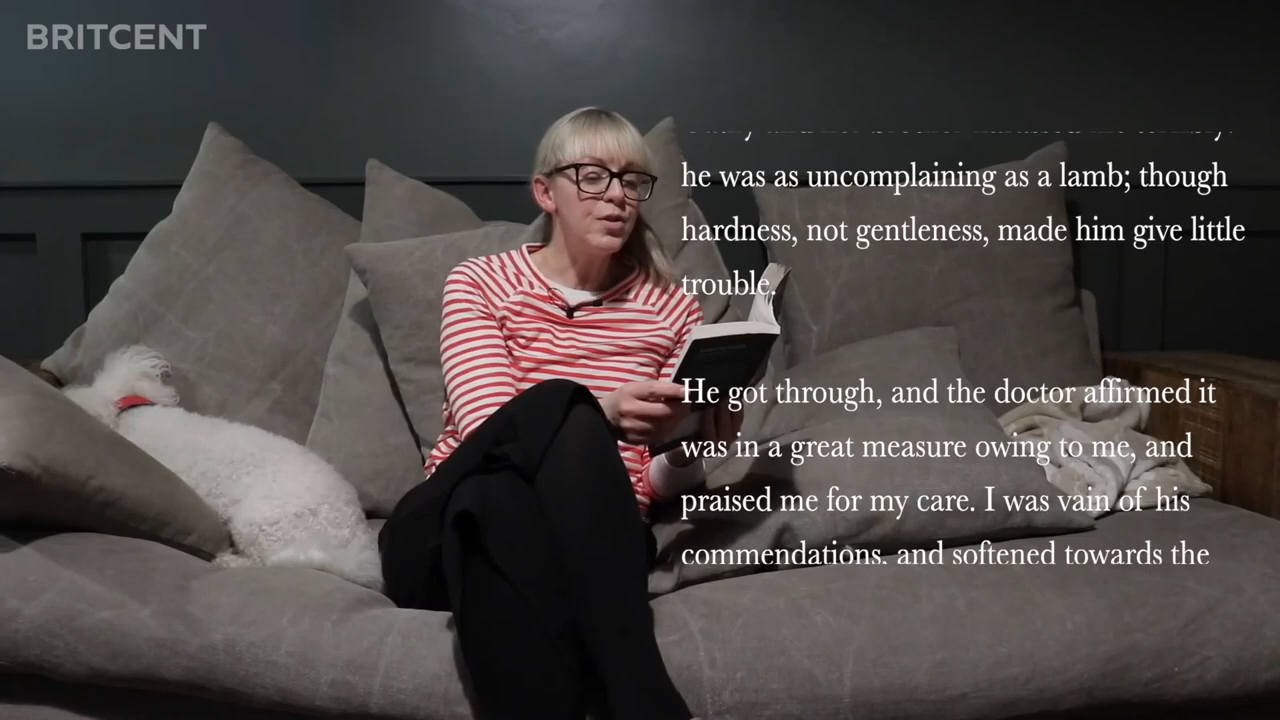 BRITCENT
he was as uncomplaining as a lamb; though
hardness, not gentleness, made him give little
trouble.
He got through, and the doctor affirmed it
was in a great measure owing to me, and
praised me for my care. I was vain of his
commendations, and softened towards the